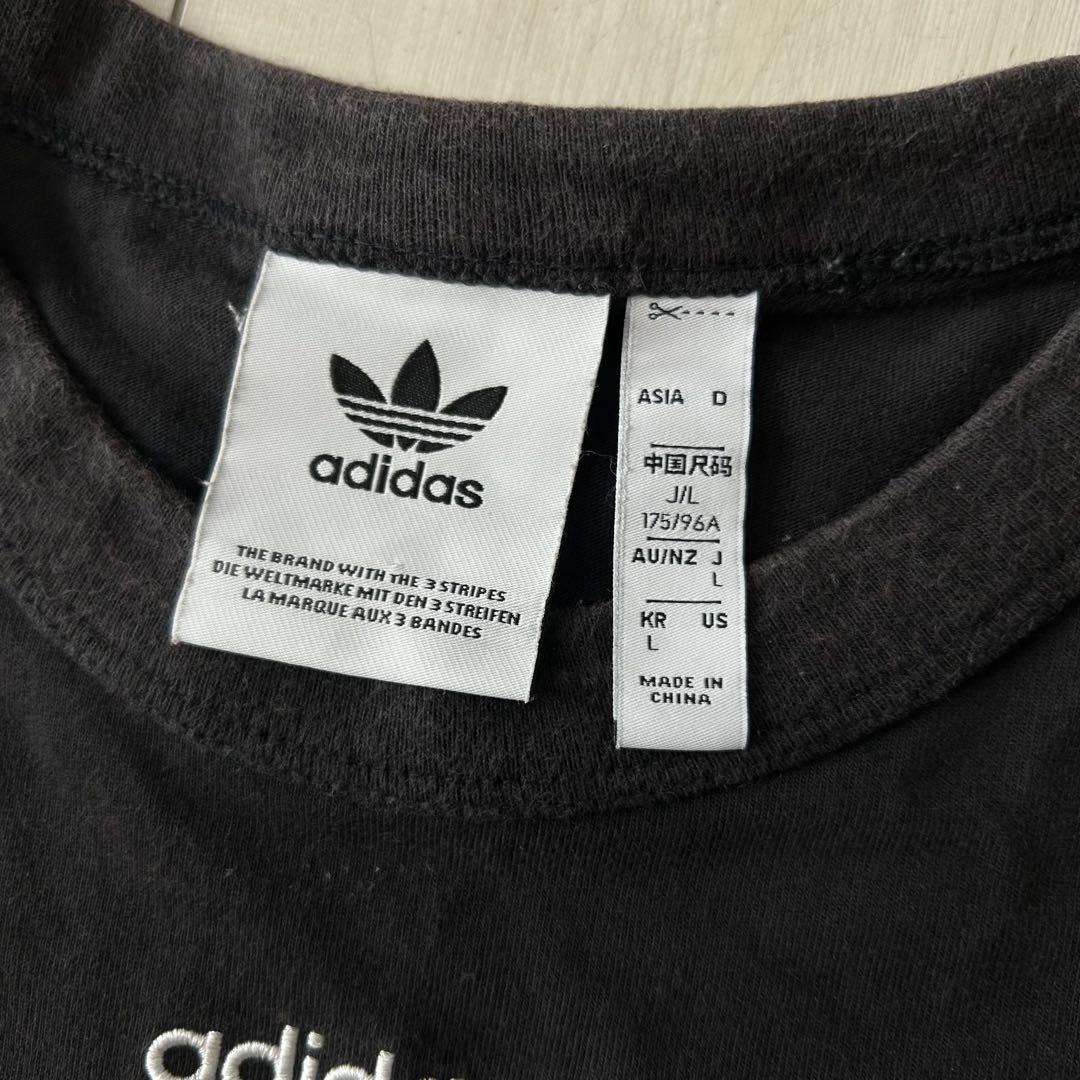 adidas
THE BRAND WITH THE 3 STRIPES
DIE WELTMARKE MIT DEN 3 STREIFEN
LA MARQUE AUX 3 BANDES
ASIA D
中国尺码
J/L
175/96A
AU/NZ J
L
KR US
L
MADE IN
CHINA